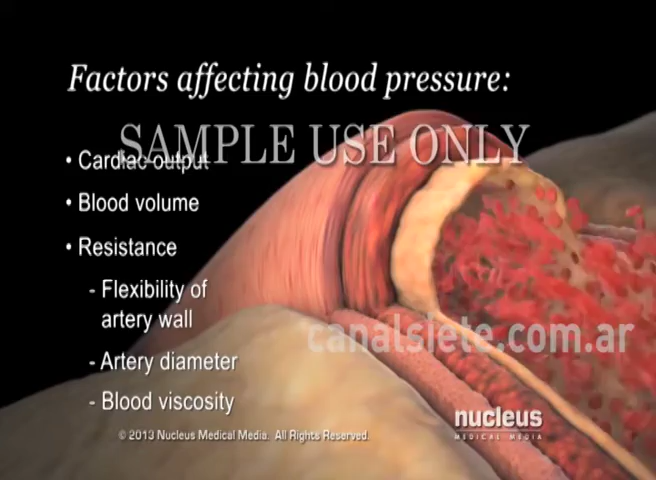 Factors affecting blood pressure:
SAMPLE USE ONLY
• Cardiac output
• Blood volume
• Resistance
- Flexibility of
artery wall
canalsiete.com.ar
- Artery diameter
- Blood viscosity
nucleus
MEDICAL MEDIA
© 2013 Nucleus Medical Media. All Rights Reserved.